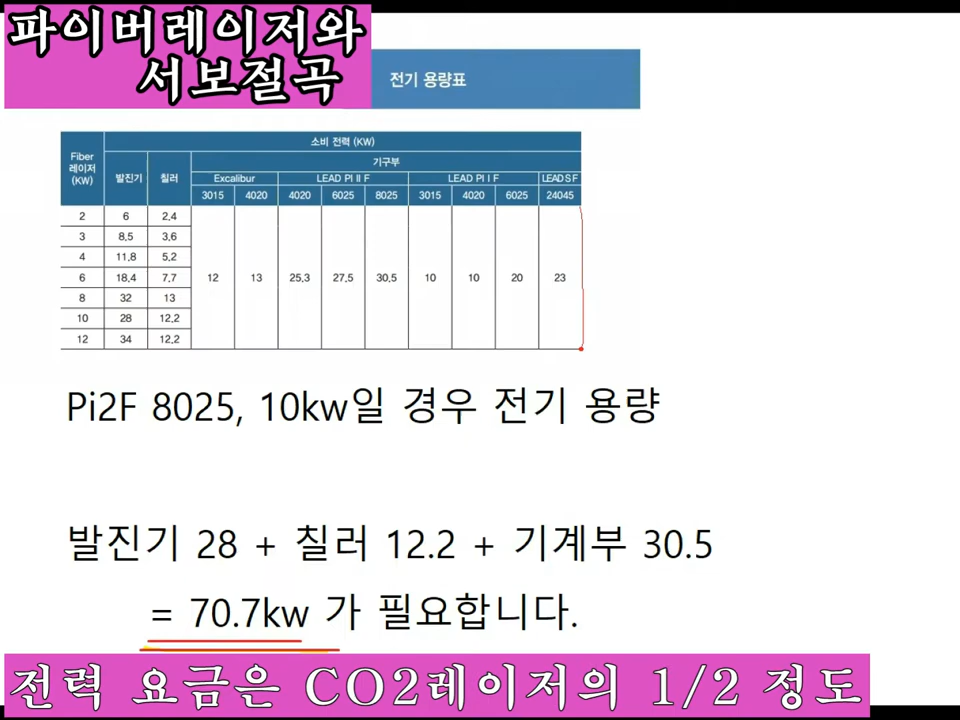 파이버레이저와
서보절곡
전기 용량표
Fiber 레이저 (KW) 발진기 칠러 소비 전력 (KW)
기구부
Excalibur LEAD PI II F LEAD PI I F LEAD S F
3015 4020 4020 6025 8025 3015 4020 6025 24045
2 6 2.4
3 8.5 3.6
4 11.8 5.2
6 18.4 7.7 12 13 25.3 27.5 30.5 10 10 20 23
8 32 13
10 28 12.2
12 34 12.2
Pi2F 8025, 10kw일 경우 전기 용량
발진기 28 + 칠러 12.2 + 기계부 30.5
= 70.7kw 가 필요합니다.
전력 요금은 CO2레이저의 1/2 정도